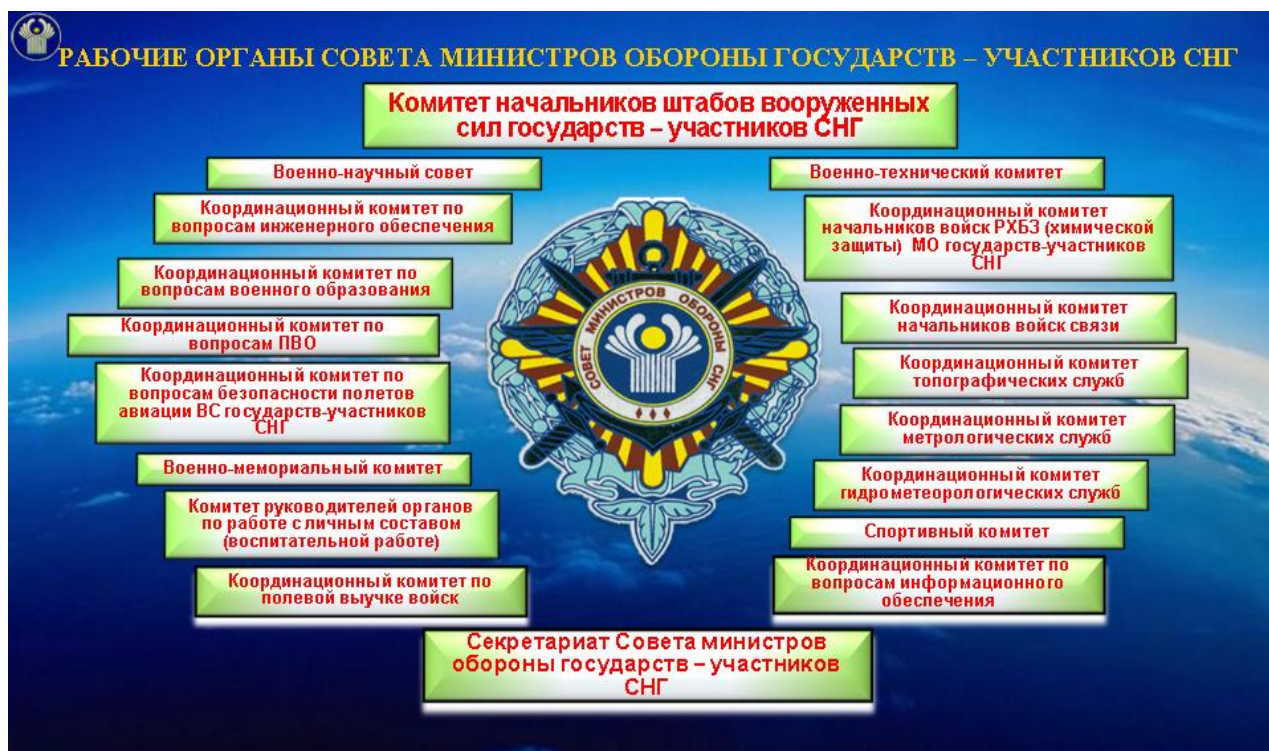 РАБОЧИЕ ОРГАНЫ СОВЕТА МИНИСТРОВ ОБОРОНЫ ГОСУДАРСТВ – УЧАСТНИКОВ СНГ
Комитет начальников штабов вооруженных
сил государств – участников СНГ
Военно-научный совет
Координационный комитет по
вопросам инженерного обеспечения
Координационный комитет по
вопросам военного образования
Координационный комитет по
вопросам ПВО
Координационный комитет по
вопросам безопасности полетов
авиации ВС государств-участников
СНГ
Военно-мемориальный комитет
Комитет руководителей органов
по работе с личным составом
(воспитательной работе)
Координационный комитет по
полевой выучке войск
СОВЕТ МИНИСТРОВ ОБОРОНЫ СНГ
Военно-технический комитет
Координационный комитет
начальников войск РХБЗ (химической
защиты) МО государств-участников
СНГ
Координационный комитет
начальников войск связи
Координационный комитет
топографических служб
Координационный комитет
метрологических служб
Координационный комитет
гидрометеорологических служб
Спортивный комитет
Координационный комитет по
вопросам информационного
обеспечения
Секретариат Совета министров
обороны государств – участников
СНГ